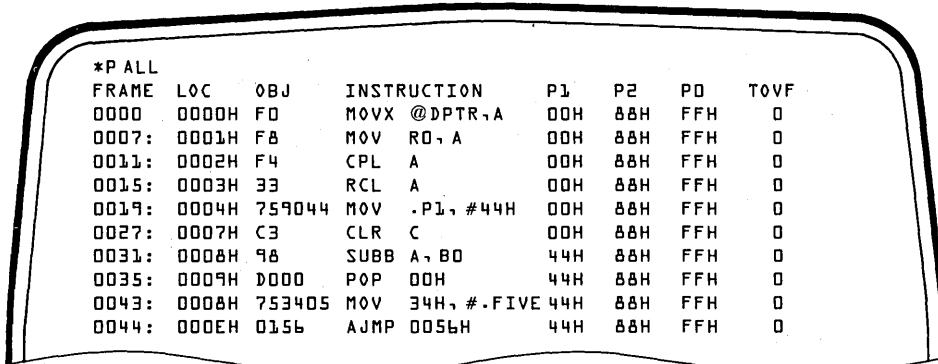 *P ALL
FRAME LOC OBJ INSTRUCTION P1 P2 P0 TOVF
0000 0000H F0 MOVX @DPTR,A 00H 88H FFH 0
0007: 0001H F8 MOV R0,A 00H 88H FFH 0
0011: 0002H F4 CPL A 00H 88H FFH 0
0015: 0003H 33 RCL A 00H 88H FFH 0
0019: 0004H 759044 MOV .P1,#44H 00H 88H FFH 0
0027: 0007H C3 CLR C 00H 88H FFH 0
0031: 0008H 98 SUBB A,B0 44H 88H FFH 0
0035: 0009H D000 POP 00H 44H 88H FFH 0
0043: 0008H 753405 MOV 34H,#.FIVE 44H 88H FFH 0
0044: 000EH 0156 AJMP 0056H 44H 88H FFH 0